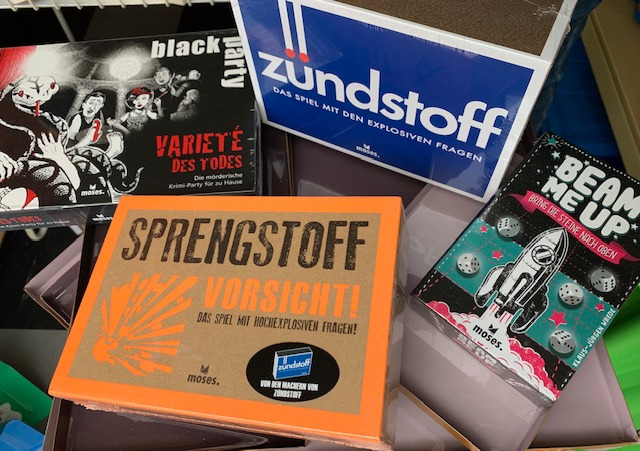 black party
VARIETÉ
DES TODES
Die mörderische
Krimi-Party für zu Hause
moses.
zündstoff
DAS SPIEL MIT DEN EXPLOSIVEN FRAGEN
moses.
SPRENGSTOFF
VORSICHT!
DAS SPIEL MIT HOCHEXPLOSIVEN FRAGEN!
moses.
zündstoff
VON DEN MACHERN VON
ZÜNDSTOFF
BEAM
ME UP
BRING DIE STEINE NACH OBEN
moses.
KLAUS-JÜRGEN WREDE